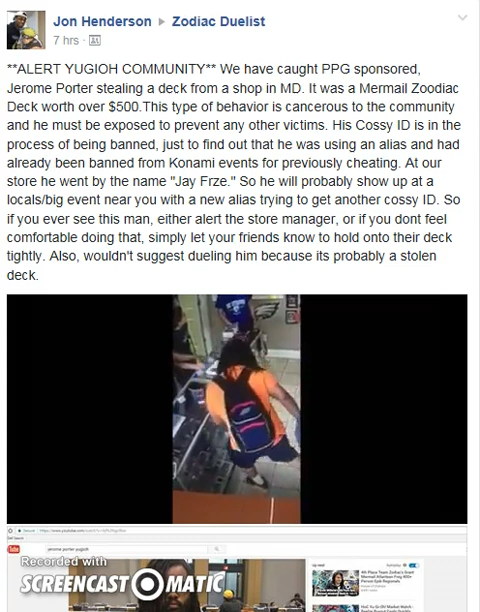 Jon Henderson ▸ Zodiac Duelist
7 hrs ·
**ALERT YUGIOH COMMUNITY** We have caught PPG sponsored,
Jerome Porter stealing a deck from a shop in MD. It was a Mermail Zoodiac
Deck worth over $500.This type of behavior is cancerous to the community
and he must be exposed to prevent any other victims. His Cossy ID is in the
process of being banned, just to find out that he was using an alias and had
already been banned from Konami events for previously cheating. At our
store he went by the name "Jay Frze." So he will probably show up at a
locals/big event near you with a new alias trying to get another cossy ID. So
if you ever see this man, either alert the store manager, or if you dont feel
comfortable doing that, simply let your friends know to hold onto their deck
tightly. Also, wouldn't suggest dueling him because its probably a stolen
deck.
jerome porter yugioh
Up next
Recorded with
SCREENCAST-O-MATIC